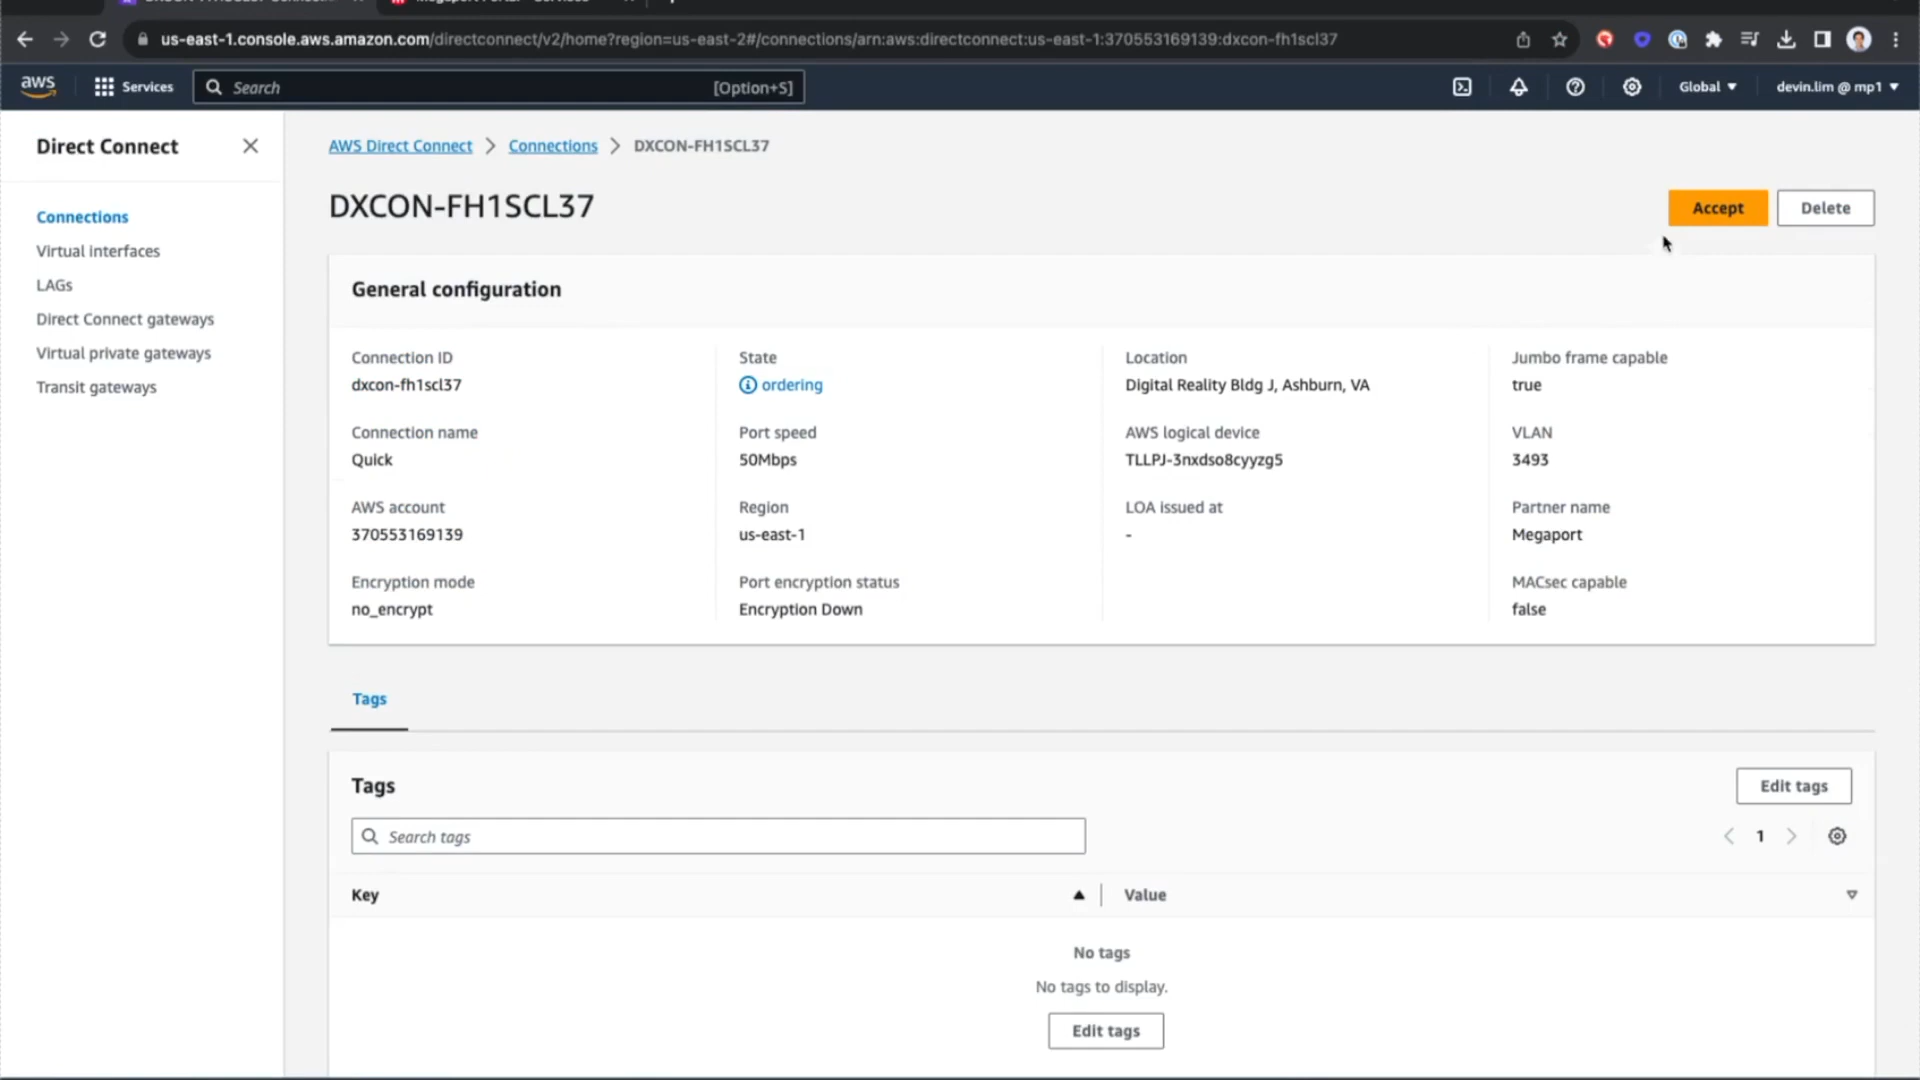 us-east-1.console.aws.amazon.com/directconnect/v2/home?region=us-east-2#/connections/arn:aws:directconnect:us-east-1:370553169139:dxcon-fh1scl37
aws
Services
Search
[Option+S]
Global
devin.lim @ mp1
Direct Connect
Connections
Virtual interfaces
LAGs
Direct Connect gateways
Virtual private gateways
Transit gateways
AWS Direct Connect > Connections > DXCON-FH1SCL37
DXCON-FH1SCL37
Accept
Delete
General configuration
Connection ID
dxcon-fh1scl37
Connection name
Quick
AWS account
370553169139
Encryption mode
no_encrypt
State
ordering
Port speed
50Mbps
Region
us-east-1
Port encryption status
Encryption Down
Location
Digital Reality Bldg J, Ashburn, VA
AWS logical device
TLLPJ-3nxdso8cyyzg5
LOA issued at
-
Jumbo frame capable
true
VLAN
3493
Partner name
Megaport
MACsec capable
false
Tags
Tags
Edit tags
Search tags
1
Key
Value
No tags
No tags to display.
Edit tags